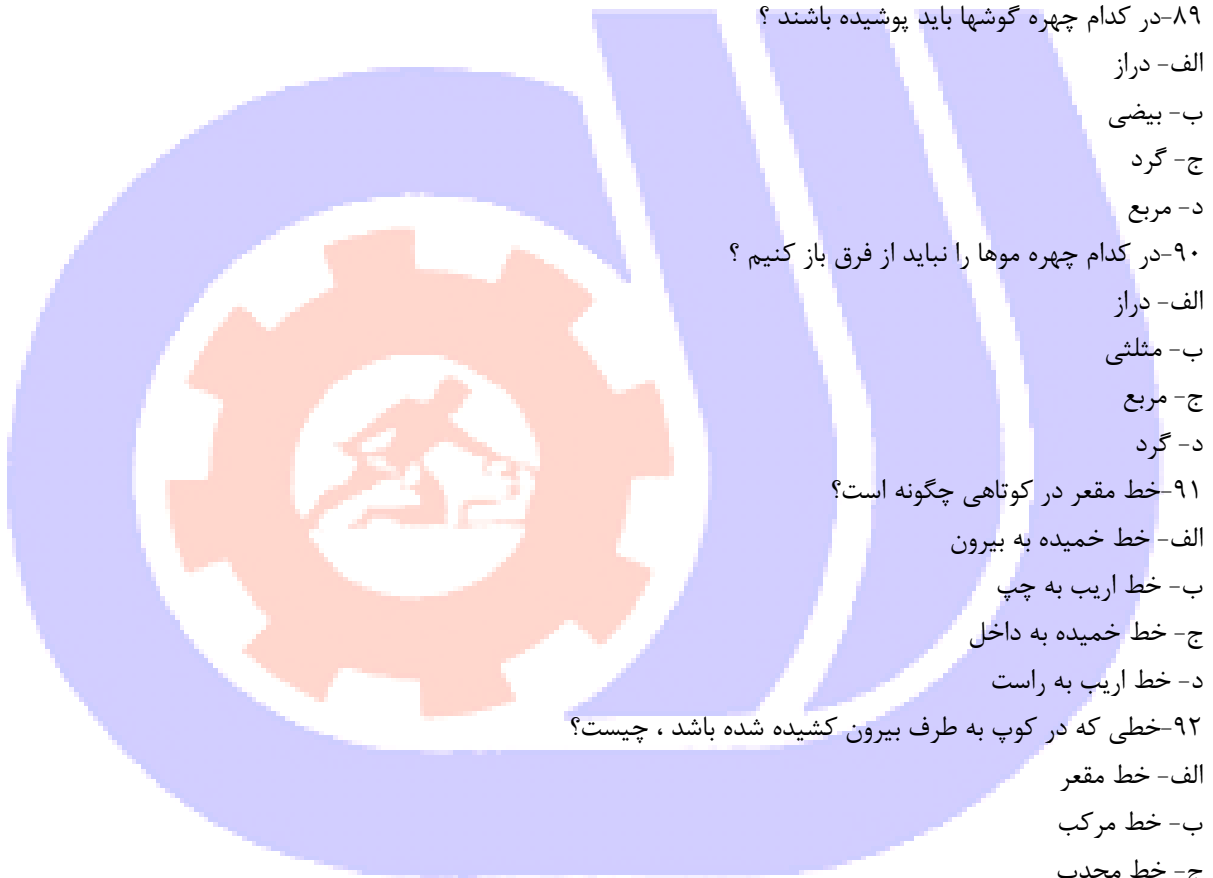 ۸۹-در کدام چهره گوشها باید پوشیده باشند ؟
الف- دراز
ب- بیضی
ج- گرد
د- مربع
۹۰-در کدام چهره موها را نباید از فرق باز کنیم ؟
الف- دراز
ب- مثلثی
ج- مربع
د- گرد
۹۱-خط مقعر در کوتاهی چگونه است؟
الف- خط خمیده به بیرون
ب- خط اریب به چپ
ج- خط خمیده به داخل
د- خط اریب به راست
۹۲-خطی که در کوپ به طرف بیرون کشیده شده باشد ، چیست؟
الف- خط مقعر
ب- خط مرکب
ج- خط محدب